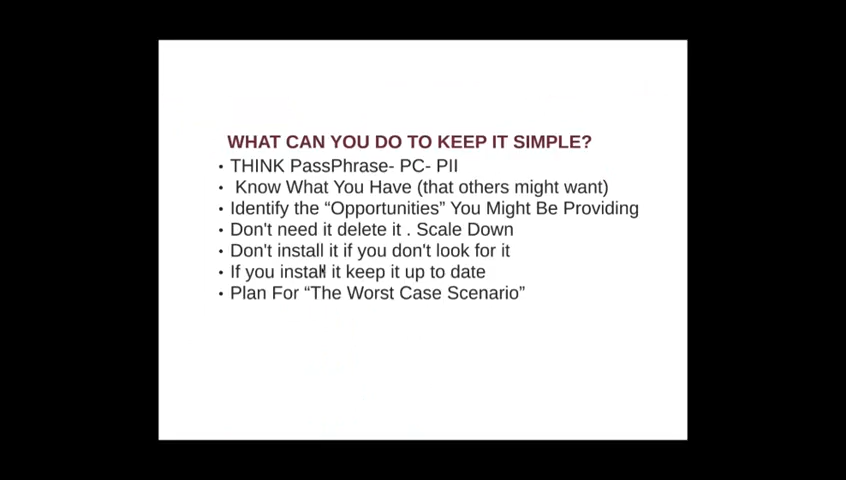 WHAT CAN YOU DO TO KEEP IT SIMPLE?
• THINK PassPhrase- PC- PII
• Know What You Have (that others might want)
• Identify the “Opportunities” You Might Be Providing
• Don't need it delete it . Scale Down
• Don't install it if you don't look for it
• If you install it keep it up to date
• Plan For “The Worst Case Scenario”